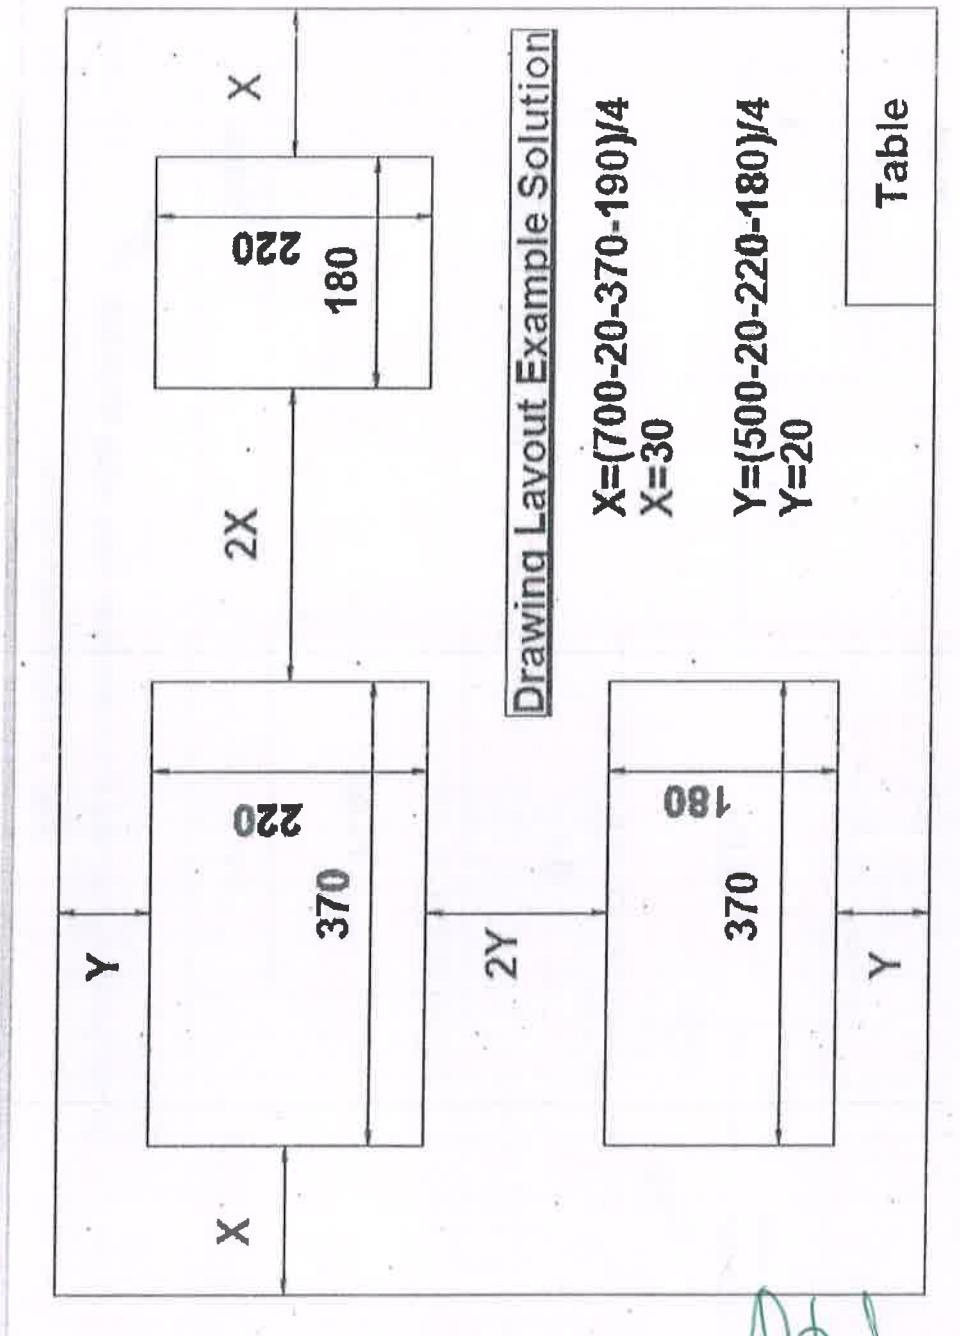 Y
X
370
220
2X
220
180
X
2Y
Drawing Layout Example Solution
X=(700-20-370-190)/4
X=30
370
180
Y=(500-20-220-180)/4
Y=20
Y
Table